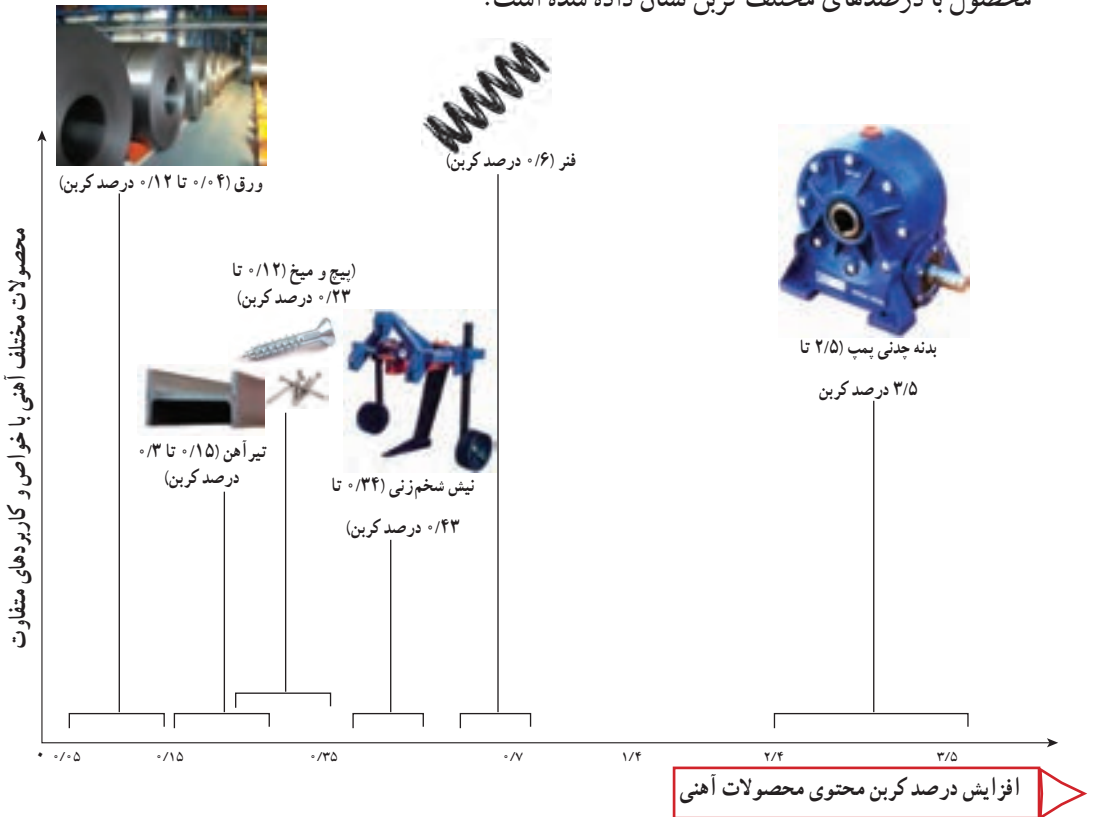 محصول با درصدهای مختلف کربن نشان داده شده است.
ورق (۰/۰۴ تا ۰/۱۲ درصد کربن)
فنر (۰/۶ درصد کربن)
(پیچ و میخ (۰/۱۲ تا
۰/۲۳ درصد کربن)
تیرآهن (۰/۱۵ تا ۰/۳
درصد کربن)
نیش شخم‌زنی (۰/۳۴ تا
۰/۴۳ درصد کربن)
بدنه چدنی پمپ (۲/۵ تا
۳/۵ درصد کربن
محصولات مختلف آهنی با خواص و کاربردهای متفاوت
۰ ۰/۰۵ ۰/۱۵ ۰/۳۵ ۰/۷ ۱/۴ ۲/۴ ۳/۵
افزایش درصد کربن محتوی محصولات آهنی